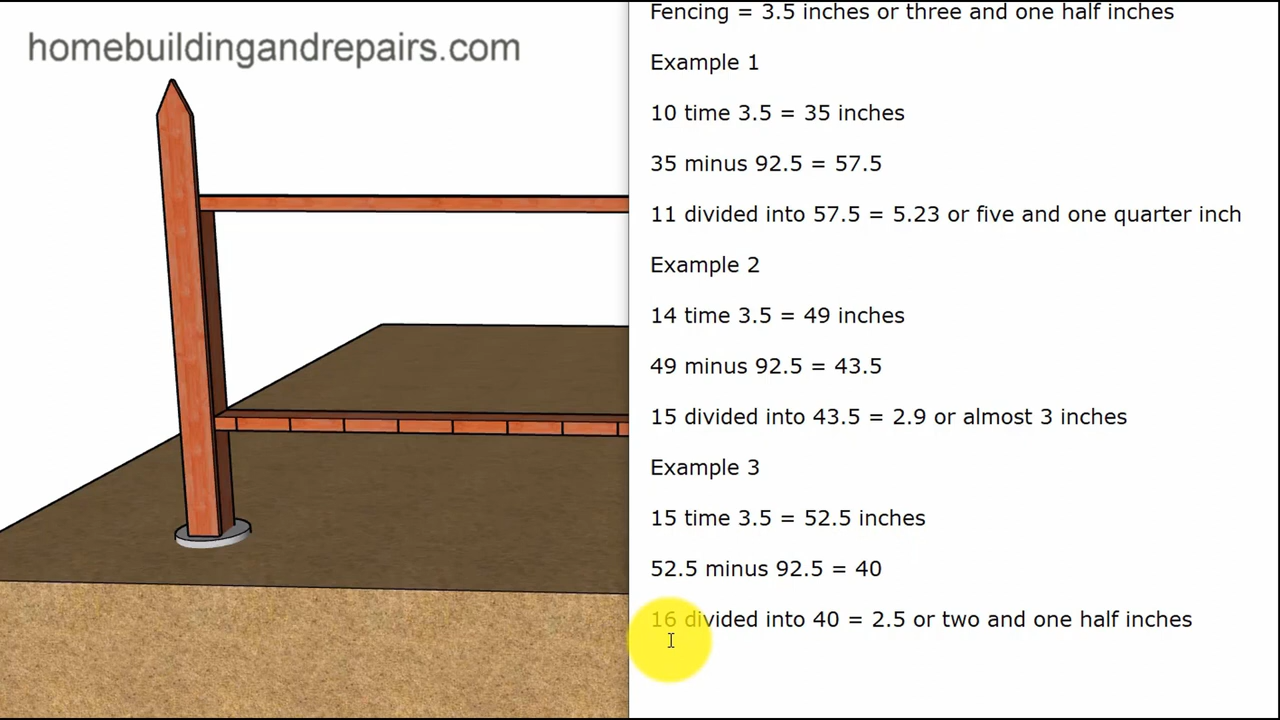 homebuildingandrepairs.com
Fencing = 3.5 inches or three and one half inches
Example 1
10 time 3.5 = 35 inches
35 minus 92.5 = 57.5
11 divided into 57.5 = 5.23 or five and one quarter inch
Example 2
14 time 3.5 = 49 inches
49 minus 92.5 = 43.5
15 divided into 43.5 = 2.9 or almost 3 inches
Example 3
15 time 3.5 = 52.5 inches
52.5 minus 92.5 = 40
16 divided into 40 = 2.5 or two and one half inches